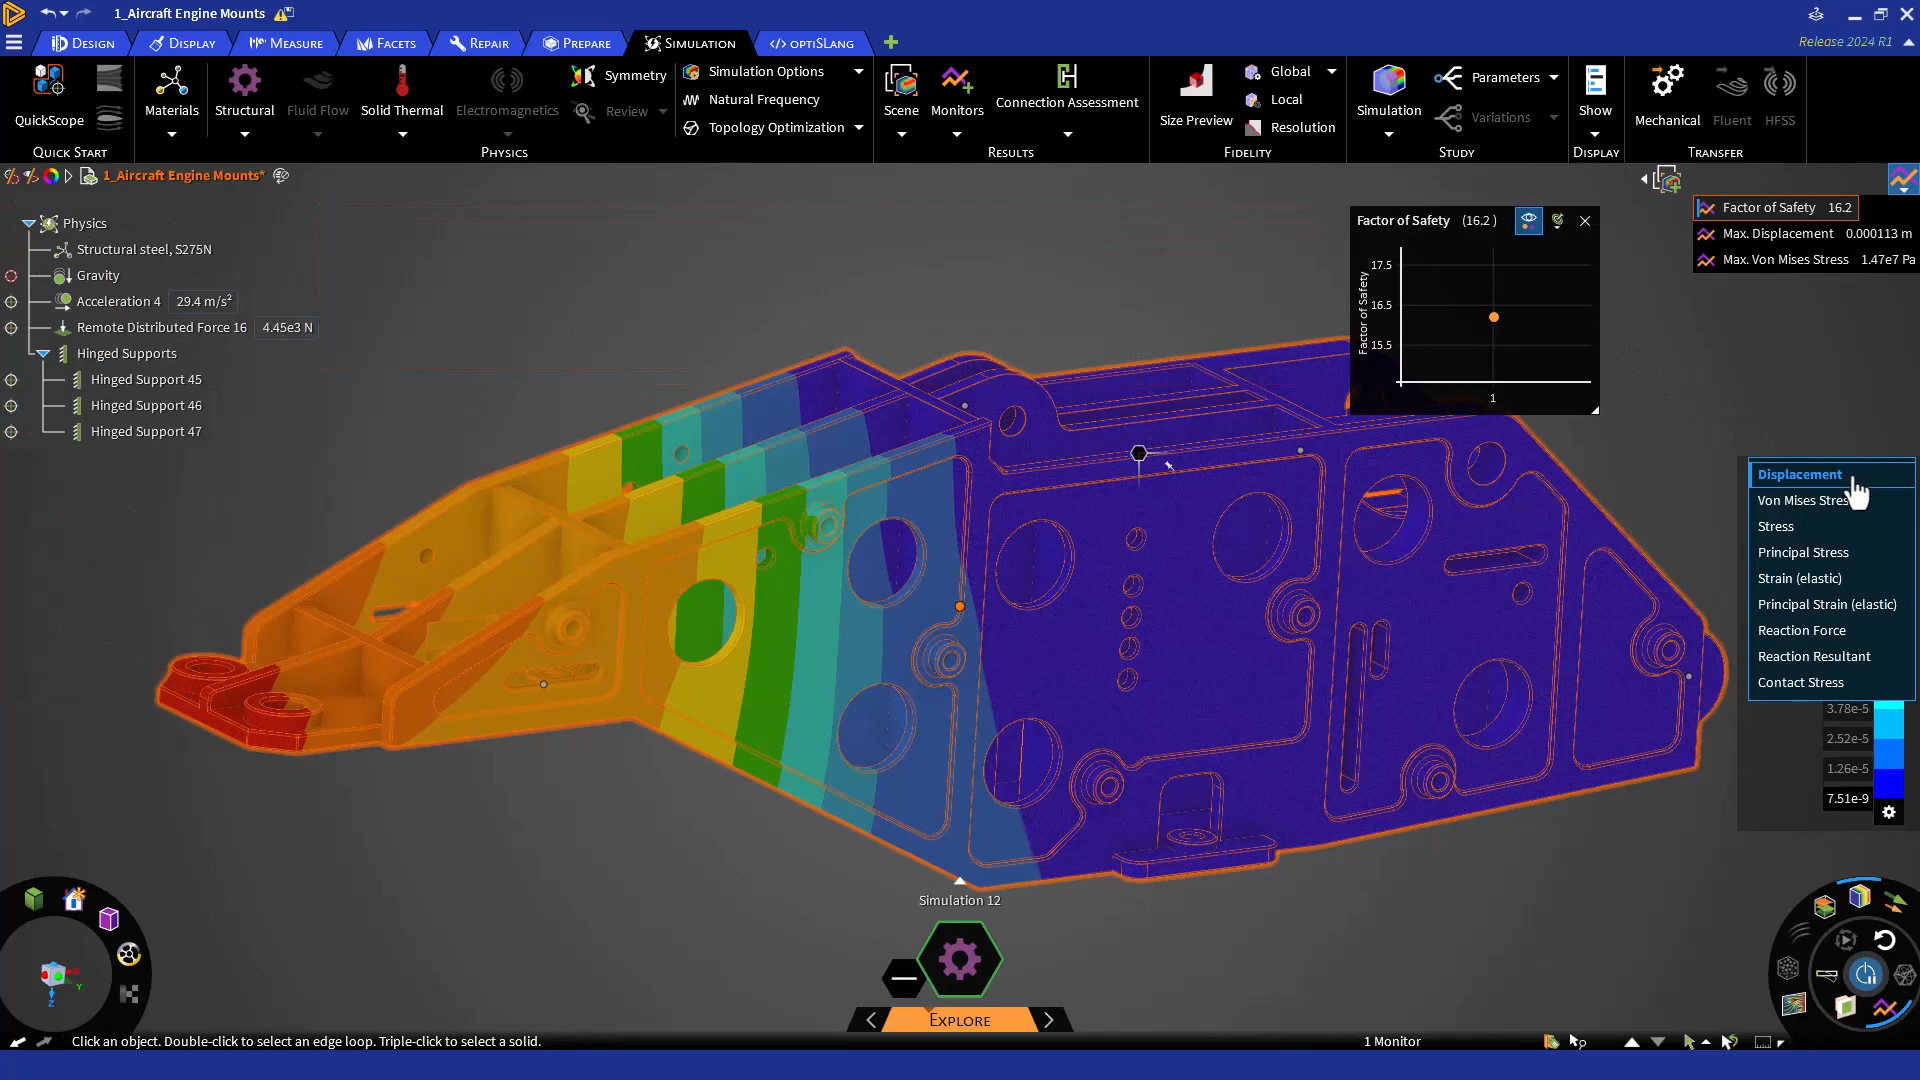 1_Aircraft Engine Mounts
Design
Display
Measure
Facets
Repair
Prepare
Simulation
optiSLang
Release 2024 R1
QuickScope
Materials
Structural
Fluid Flow
Solid Thermal
Electromagnetics
Symmetry
Review
Simulation Options
Natural Frequency
Topology Optimization
Scene
Monitors
Connection Assessment
Size Preview
Global
Local
Resolution
Simulation
Parameters
Variations
Show
Mechanical
Fluent
HFSS
Quick Start
Physics
Results
Fidelity
Study
Display
Transfer
1_Aircraft Engine Mounts*
Physics
Structural steel, S275N
Gravity
Acceleration 4 29.4 m/s²
Remote Distributed Force 16 4.45e3 N
Hinged Supports
Hinged Support 45
Hinged Support 46
Hinged Support 47
Factor of Safety (16.2 )
17.5
16.5
15.5
Factor of Safety
1
Factor of Safety 16.2
Max. Displacement 0.000113 m
Max. Von Mises Stress 1.47e7 Pa
Displacement
Von Mises Stress
Stress
Principal Stress
Strain (elastic)
Principal Strain (elastic)
Reaction Force
Reaction Resultant
Contact Stress
3.78e-5
2.52e-5
1.26e-5
7.51e-9
X
Y
Z
Simulation 12
Explore
Click an object. Double-click to select an edge loop. Triple-click to select a solid.
1 Monitor